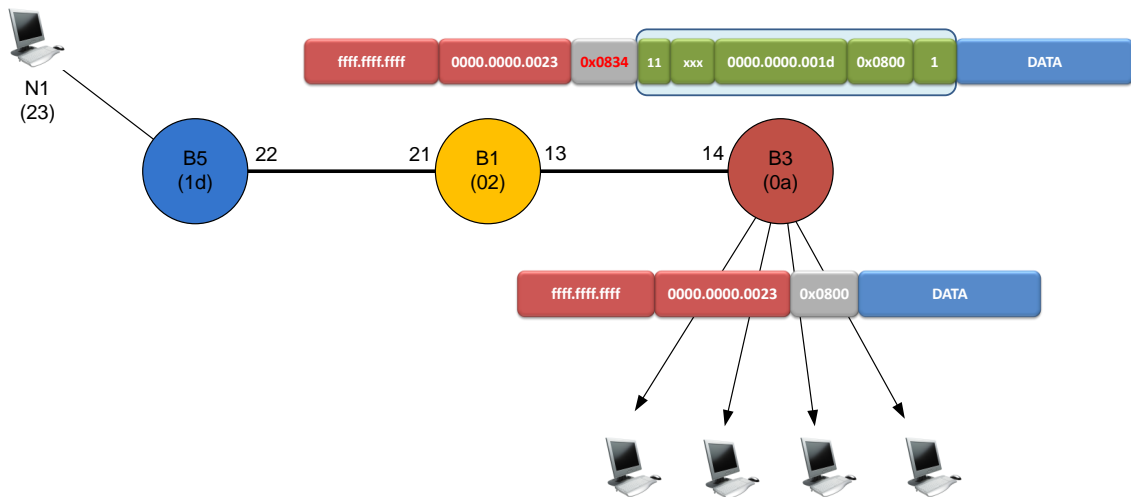 ffff.ffff.ffff 0000.0000.0023 0x0834 11 xxx 0000.0000.001d 0x0800 1 DATA
N1
(23)
B5
(1d)
22
21
B1
(02)
13
14
B3
(0a)
ffff.ffff.ffff 0000.0000.0023 0x0800 DATA